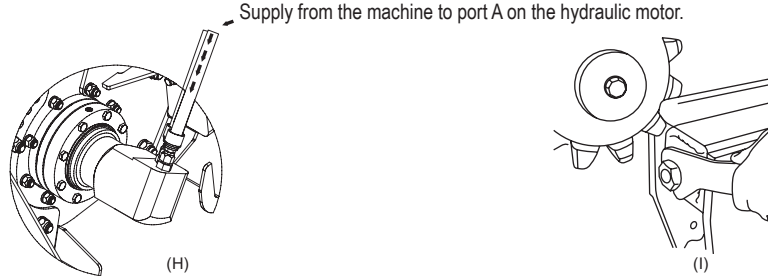 Supply from the machine to port A on the hydraulic motor.
(H)
(I)